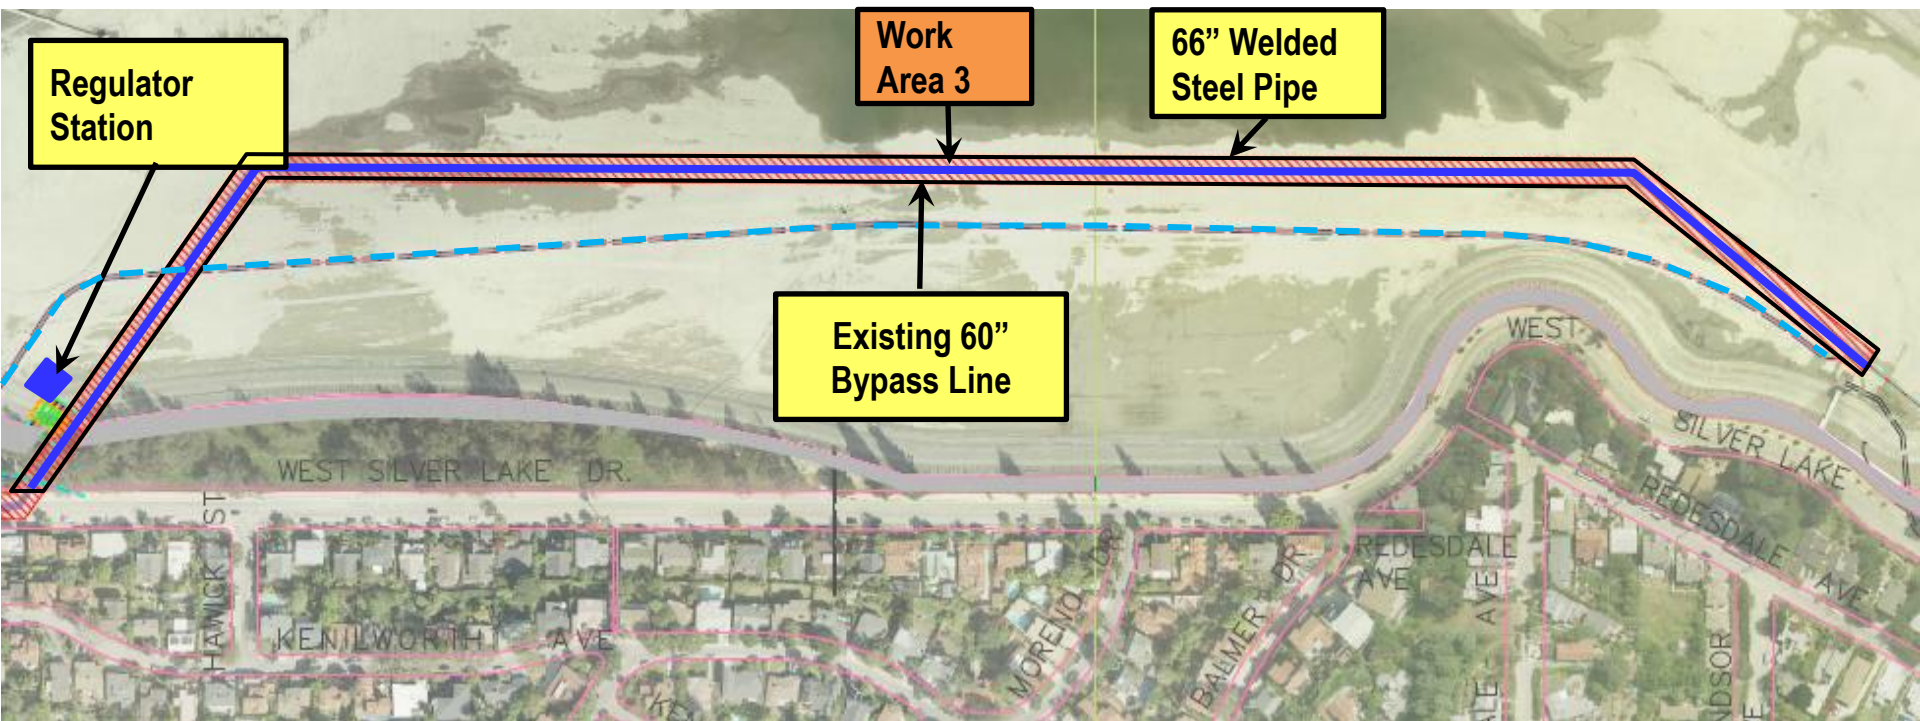 Regulator
Station
Work
Area 3
66” Welded
Steel Pipe
Existing 60”
Bypass Line
WEST
SILVER LAKE
WEST SILVER LAKE DR.
HAWICK ST
KENILWORTH AVE
MORENO DR.
BALMER DR.
REDESDALE
AVE
REDESDALE AVE
AVE